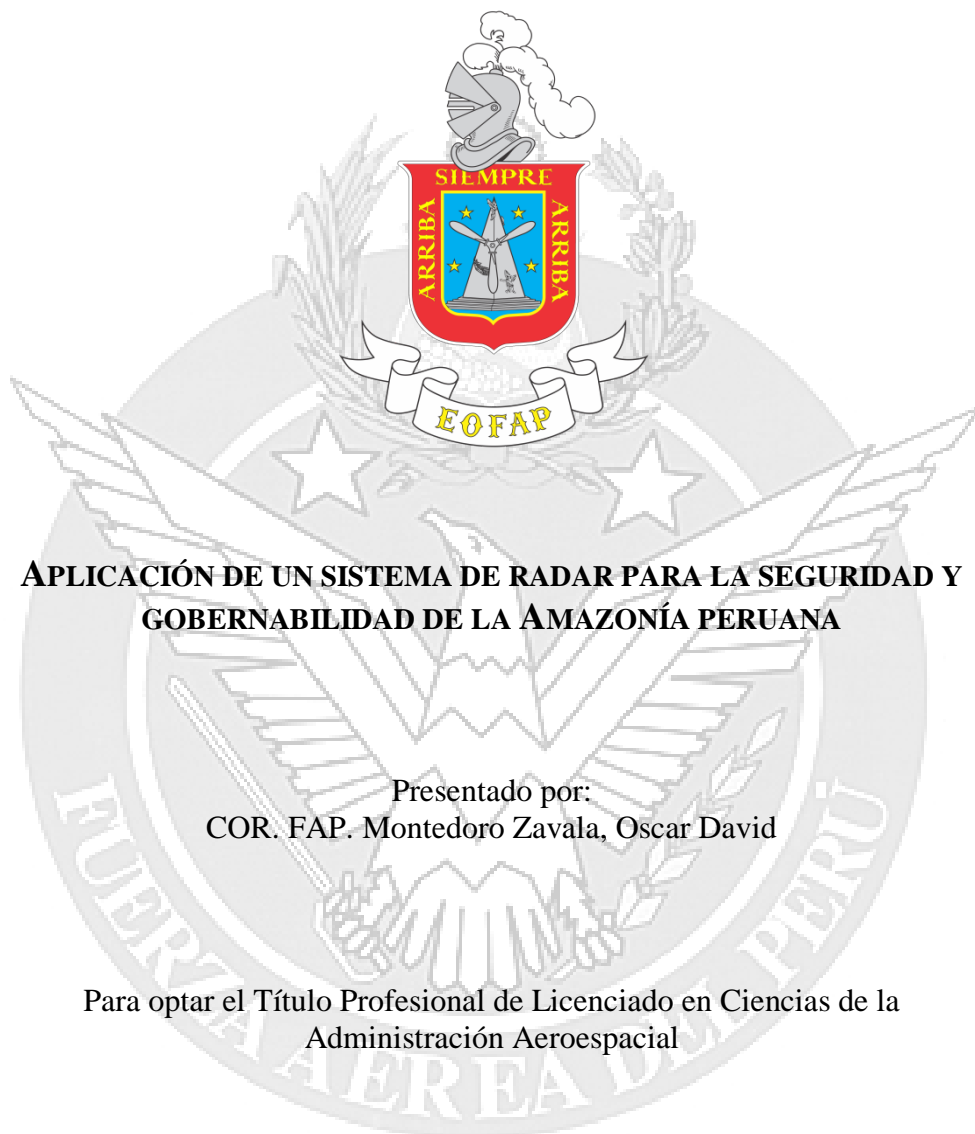 SIEMPRE
ARRIBA
ARRIBA
EOFAP
APLICACIÓN DE UN SISTEMA DE RADAR PARA LA SEGURIDAD Y
GOBERNABILIDAD DE LA AMAZONÍA PERUANA
Presentado por:
COR. FAP. Montedoro Zavala, Oscar David
Para optar el Título Profesional de Licenciado en Ciencias de la
Administración Aeroespacial
FUERZA AEREA DEL PERÚ